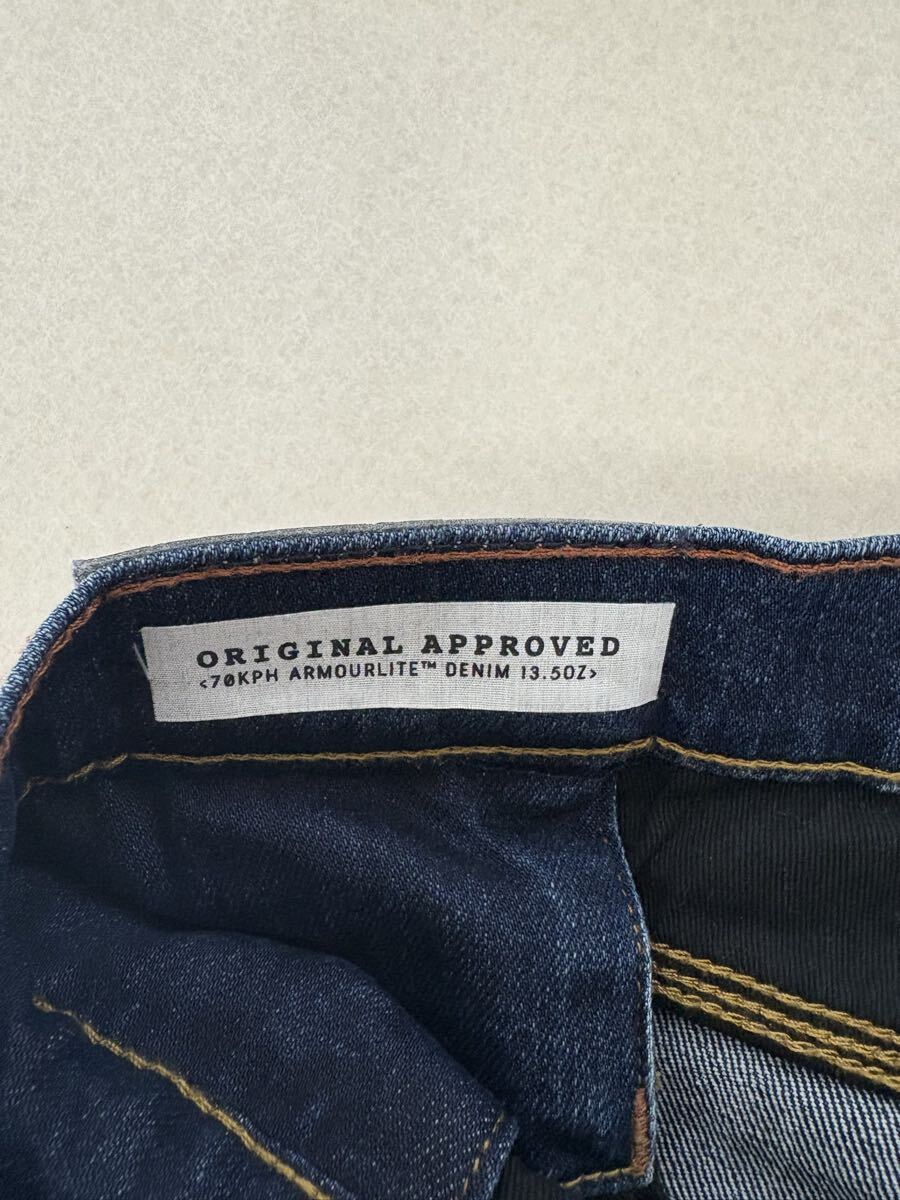 ORIGINAL APPROVED
<70KPH ARMOURLITE™ DENIM 13.5OZ>